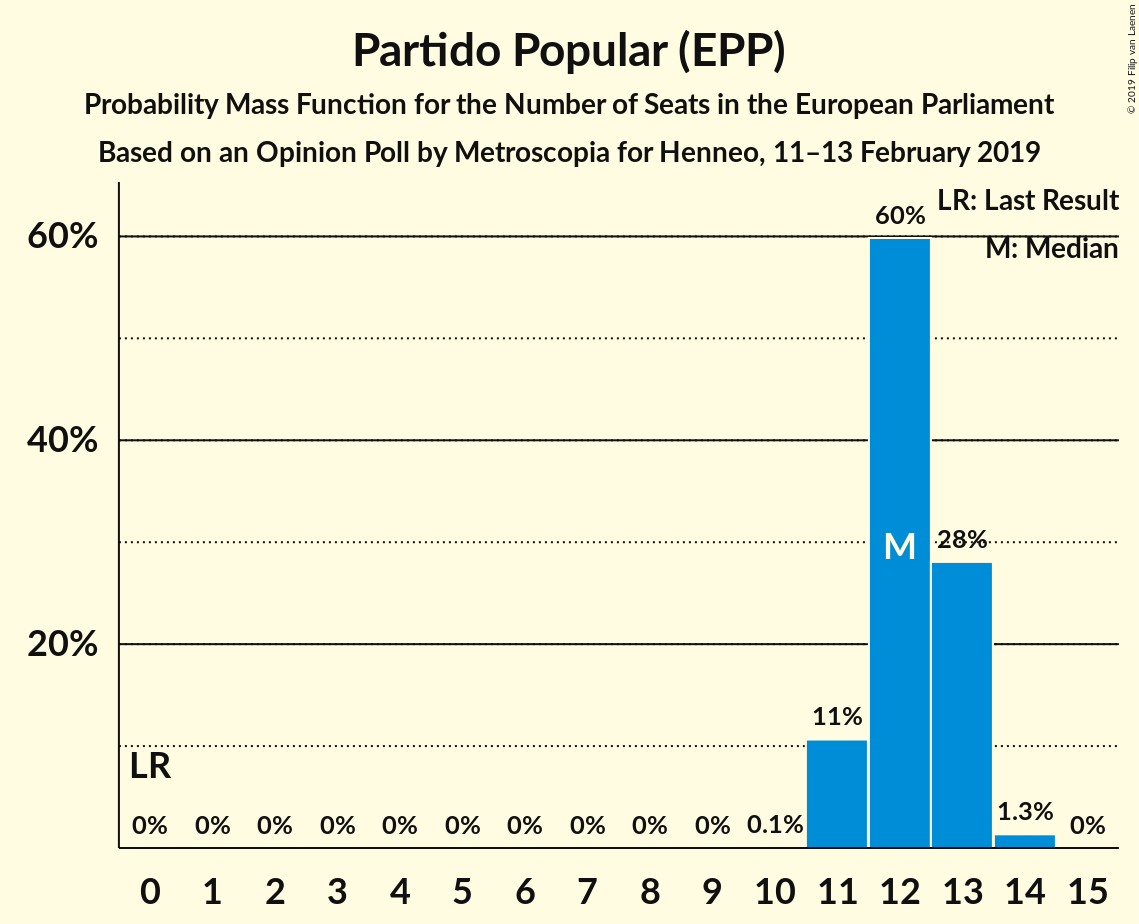 Partido Popular (EPP)
Probability Mass Function for the Number of Seats in the European Parliament
Based on an Opinion Poll by Metroscopia for Henneo, 11–13 February 2019
© 2019 Filip van Laenen
LR: Last Result
M: Median
60%
40%
20%
60%
M
28%
11%
LR
0% 0% 0% 0% 0% 0% 0% 0% 0% 0% 0.1% 1.3% 0%
0 1 2 3 4 5 6 7 8 9 10 11 12 13 14 15